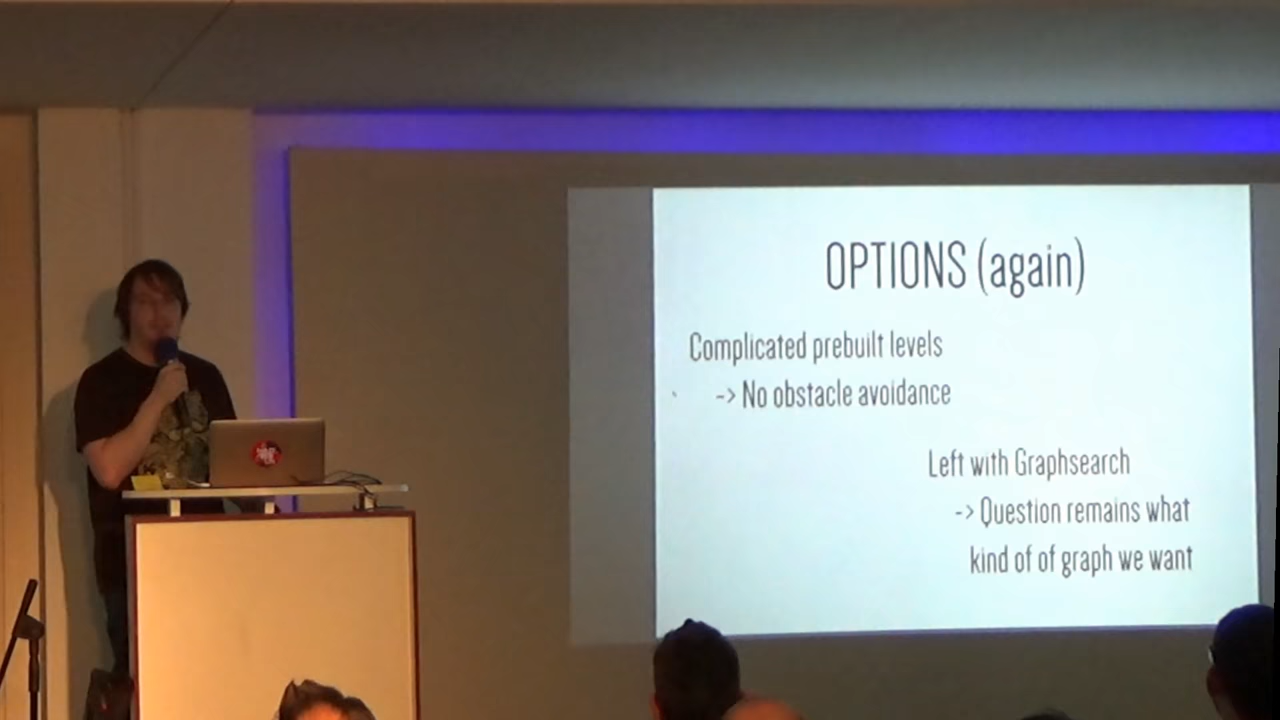 OPTIONS (again)
Complicated prebuilt levels
-> No obstacle avoidance
Left with Graphsearch
-> Question remains what
kind of of graph we want